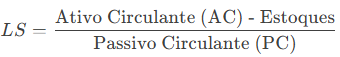 LS = Ativo Circulante (AC) - Estoques
Passivo Circulante (PC)